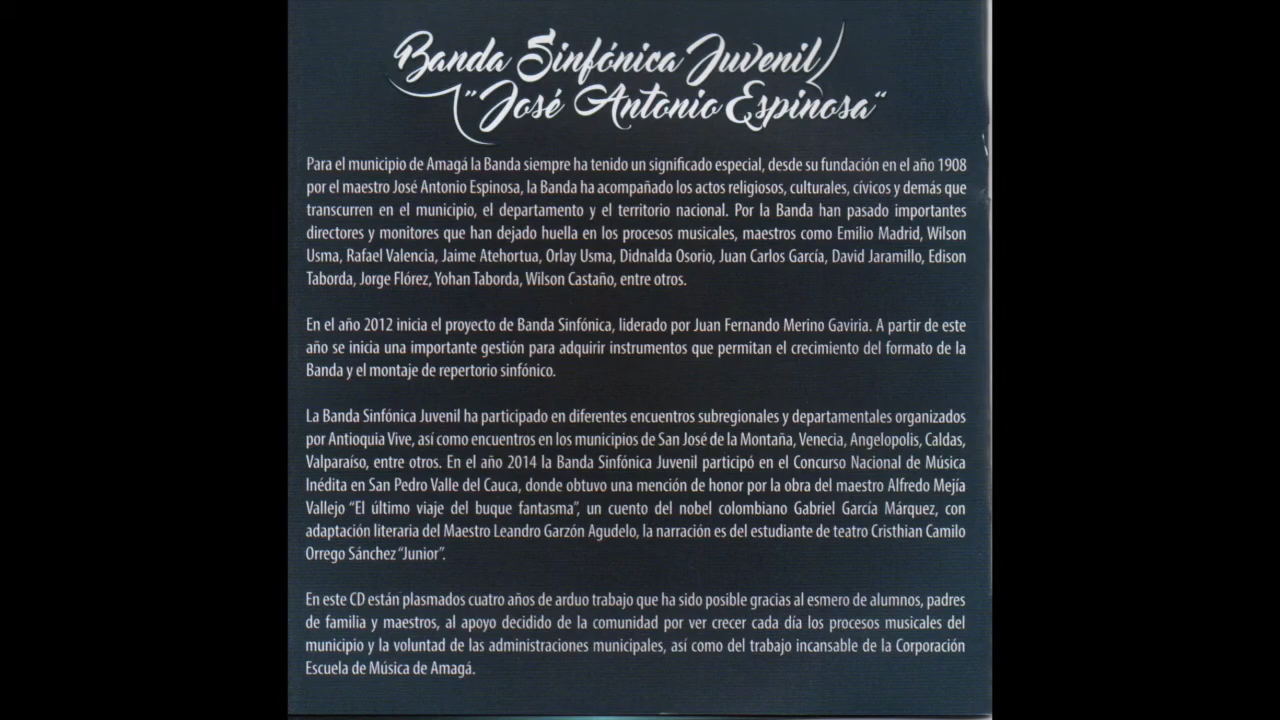 Banda Sinfónica Juvenil
"José Antonio Espinosa"
Para el municipio de Amagá la Banda siempre ha tenido un significado especial, desde su fundación en el año 1908
por el maestro José Antonio Espinosa, la Banda ha acompañado los actos religiosos, culturales, cívicos y demás que
transcurren en el municipio, el departamento y el territorio nacional. Por la Banda han pasado importantes
directores y monitores que han dejado huella en los procesos musicales, maestros como Emilio Madrid, Wilson
Usma, Rafael Valencia, Jaime Atehortua, Orlay Usma, Didnalda Osorio, Juan Carlos García, David Jaramillo, Edison
Taborda, Jorge Flórez, Yohan Taborda, Wilson Castaño, entre otros.
En el año 2012 inicia el proyecto de Banda Sinfónica, liderado por Juan Fernando Merino Gaviria. A partir de este
año se inicia una importante gestión para adquirir instrumentos que permitan el crecimiento del formato de la
Banda y el montaje de repertorio sinfónico.
La Banda Sinfónica Juvenil ha participado en diferentes encuentros subregionales y departamentales organizados
por Antioquia Vive, así como encuentros en los municipios de San José de la Montaña, Venecia, Angelopolis, Caldas,
Valparaíso, entre otros. En el año 2014 la Banda Sinfónica Juvenil participó en el Concurso Nacional de Música
Inédita en San Pedro Valle del Cauca, donde obtuvo una mención de honor por la obra del maestro Alfredo Mejía
Vallejo "El último viaje del buque fantasma", un cuento del nobel colombiano Gabriel García Márquez, con
adaptación literaria del Maestro Leandro Garzón Agudelo, la narración es del estudiante de teatro Cristhian Camilo
Orrego Sánchez "Junior".
En este CD están plasmados cuatro años de arduo trabajo que ha sido posible gracias al esmero de alumnos, padres
de familia y maestros, al apoyo decidido de la comunidad por ver crecer cada día los procesos musicales del
municipio y la voluntad de las administraciones municipales, así como del trabajo incansable de la Corporación
Escuela de Música de Amagá.